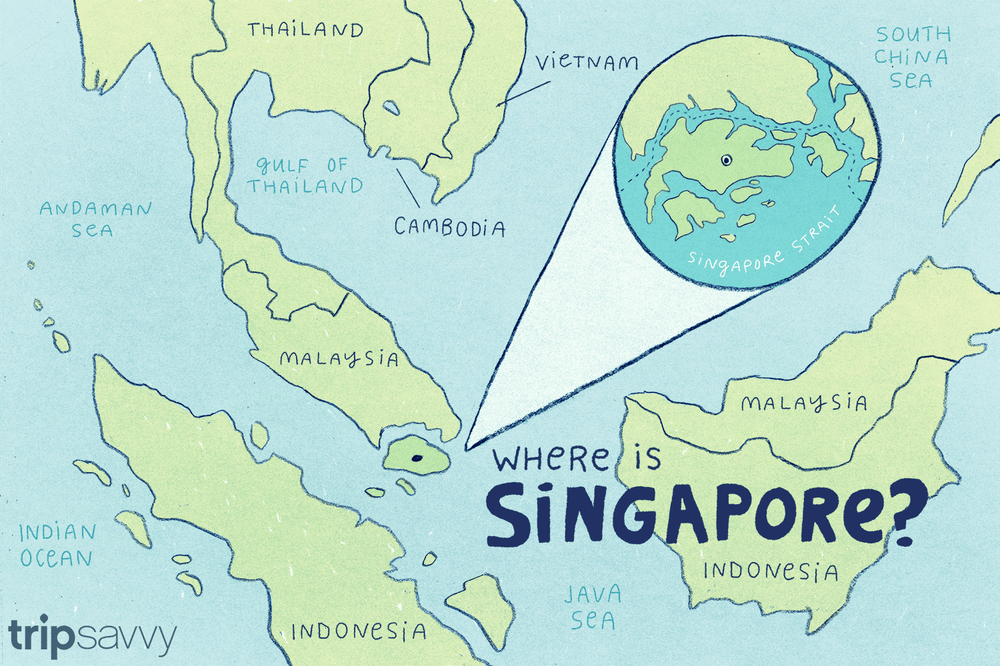 THAILAND
VIETNAM
SOUTH
CHINA
SEA
GULF OF
THAILAND
ANDAMAN
SEA
CAMBODIA
SINGAPORE STRAIT
MALAYSIA
MALAYSIA
WHERE IS
SINGAPORE?
INDIAN
OCEAN
INDONESIA
JAVA
SEA
INDONESIA
tripsavvy